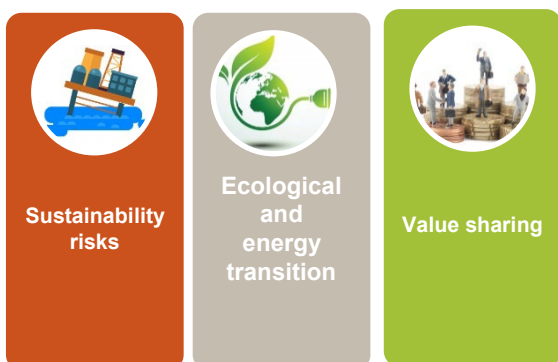 Sustainability
risks
Ecological
and
energy
transition
Value sharing